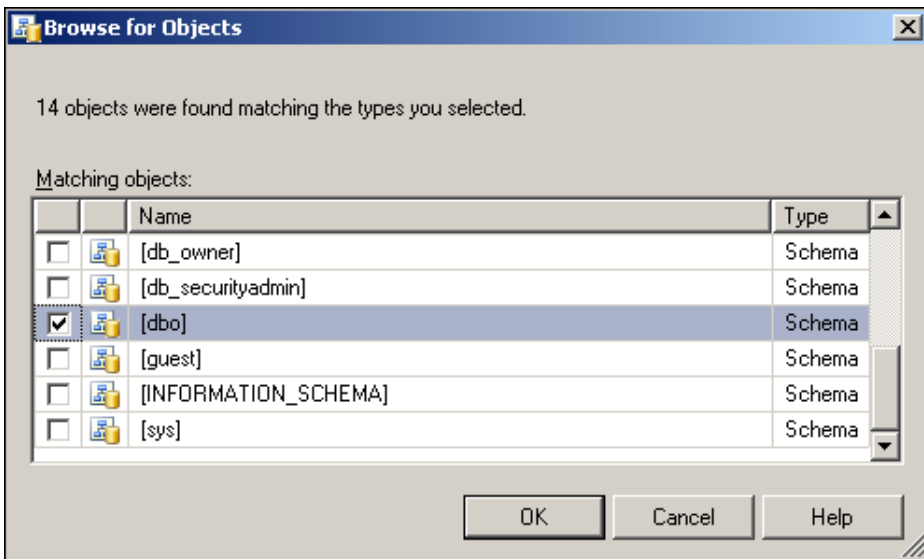 Browse for Objects
14 objects were found matching the types you selected.
Matching objects:
Name Type
[db_owner] Schema
[db_securityadmin] Schema
[dbo] Schema
[guest] Schema
[INFORMATION_SCHEMA] Schema
[sys] Schema
OK Cancel Help